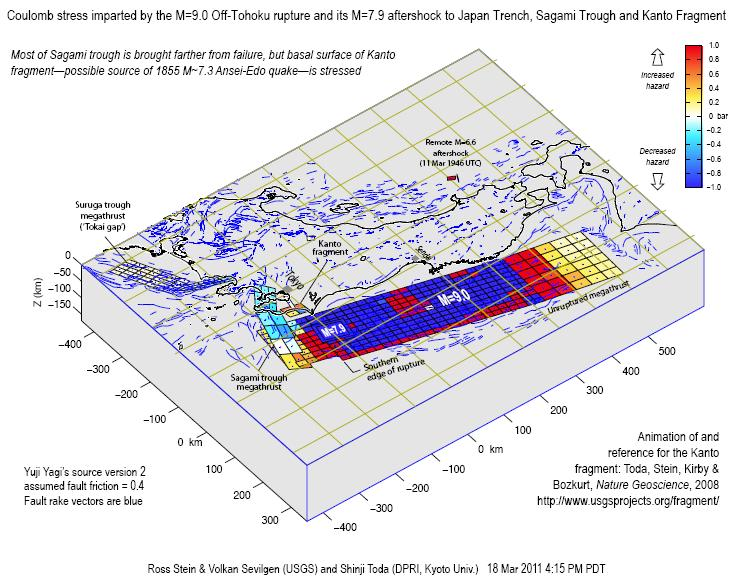 Coulomb stress imparted by the M=9.0 Off-Tohoku rupture and its M=7.9 aftershock to Japan Trench, Sagami Trough and Kanto Fragment
Most of Sagami trough is brought farther from failure, but basal surface of Kanto
fragment—possible source of 1855 M~7.3 Ansei-Edo quake—is stressed
Increased
hazard
Decreased
hazard
1.0
0.8
0.6
0.4
0.2
0 bar
−0.2
−0.4
−0.6
−0.8
−1.0
Remote M=6.6
aftershock
(11 Mar 1946 UTC)
Suruga trough
megathrust
('Tokai gap')
Kanto
fragment
Tokyo
M=9.0
M=7.9
Unruptured megathrust
Southern
edge of rupture
Sagami trough
megathrust
Z (km)
0
−50
−100
−150
−400
−300
−200
−100
0 km
100
200
300
−400
−300
−200
−100
0 km
100
200
300
400
500
Yuji Yagi's source version 2
assumed fault friction = 0.4
Fault rake vectors are blue
Animation of and
reference for the Kanto
fragment: Toda, Stein, Kirby &
Bozkurt, Nature Geoscience, 2008
http://www.usgsprojects.org/fragment/
Ross Stein & Volkan Sevilgen (USGS) and Shinji Toda (DPRI, Kyoto Univ.) 18 Mar 2011 4:15 PM PDT